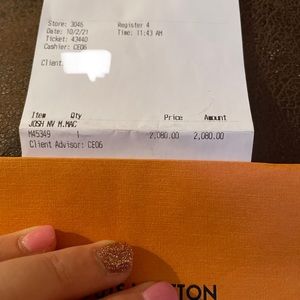 Store: 3046 Register 4
Date: 10/2/21 Time: 11:43 AM
Ticket: 43440
Cashier: CE06
Client:
Item Qty Price Amount
JOSH NV M.MAC
M45349 1 2,080.00 2,080.00
Client Advisor: CE06